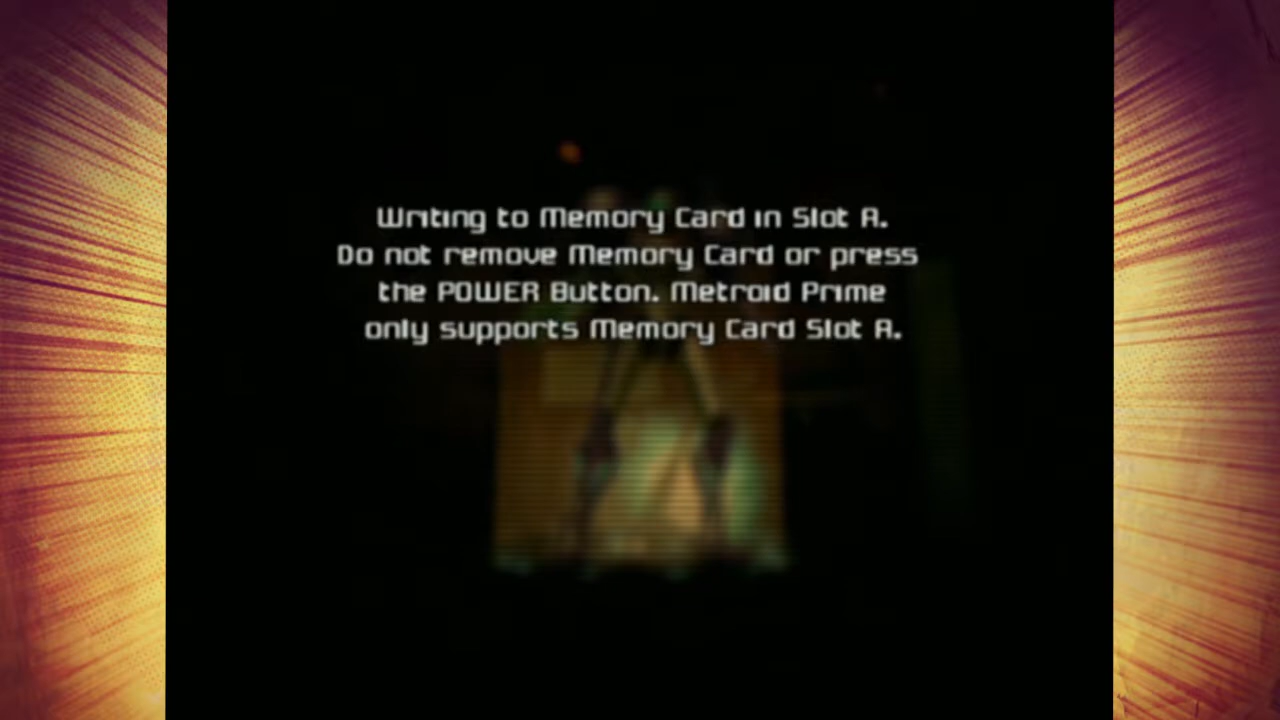 Writing to Memory Card in Slot A.
Do not remove Memory Card or press
the POWER Button. Metroid Prime
only supports Memory Card Slot A.